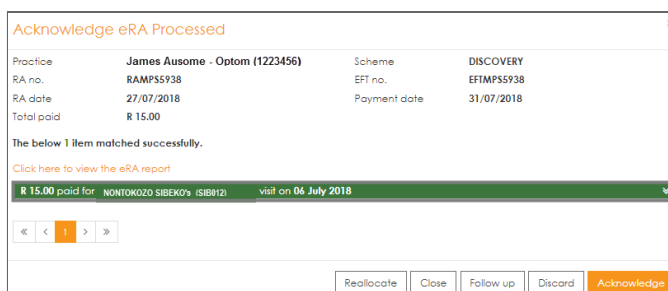 Acknowledge eRA Processed
Practice James Ausome - Optom (1223456) Scheme DISCOVERY
RA no. RAMPS5938 EFT no. EFTMPS5938
RA date 27/07/2018 Payment date 31/07/2018
Total paid R 15.00
The below 1 item matched successfully.
Click here to view the eRA report
R 15.00 paid for NONTOKOZO SIBEKO's (SIB012) visit on 06 July 2018
« < 1 > »
Reallocate Close Follow up Discard Acknowledge